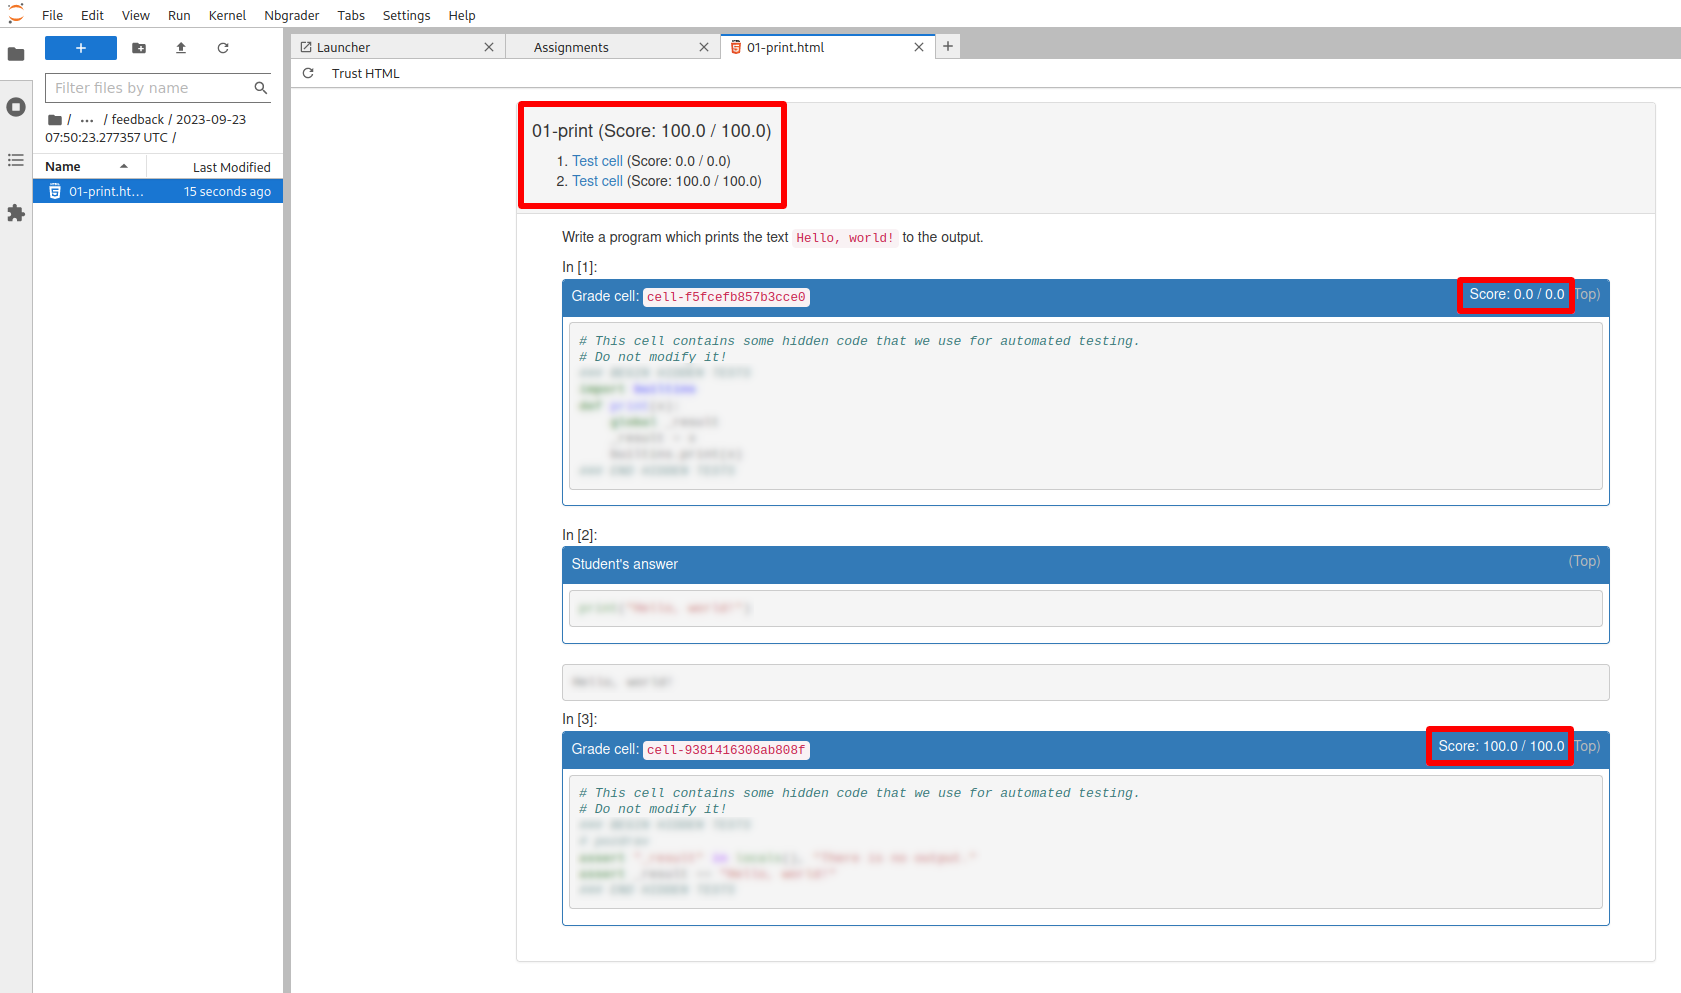 File Edit View Run Kernel Nbgrader Tabs Settings Help
Launcher
Assignments
01-print.html
Trust HTML
Filter files by name
/ ··· / feedback / 2023-09-23
07:50:23.277357 UTC /
Name Last Modified
01-print.ht… 15 seconds ago
01-print (Score: 100.0 / 100.0)
1. Test cell (Score: 0.0 / 0.0)
2. Test cell (Score: 100.0 / 100.0)
Write a program which prints the text Hello, world! to the output.
In [1]:
Grade cell: cell-f5fcefb857b3cce0 Score: 0.0 / 0.0 Top)
# This cell contains some hidden code that we use for automated testing.
# Do not modify it!
In [2]:
Student's answer (Top)
In [3]:
Grade cell: cell-9381416308ab808f Score: 100.0 / 100.0 Top)
# This cell contains some hidden code that we use for automated testing.
# Do not modify it!